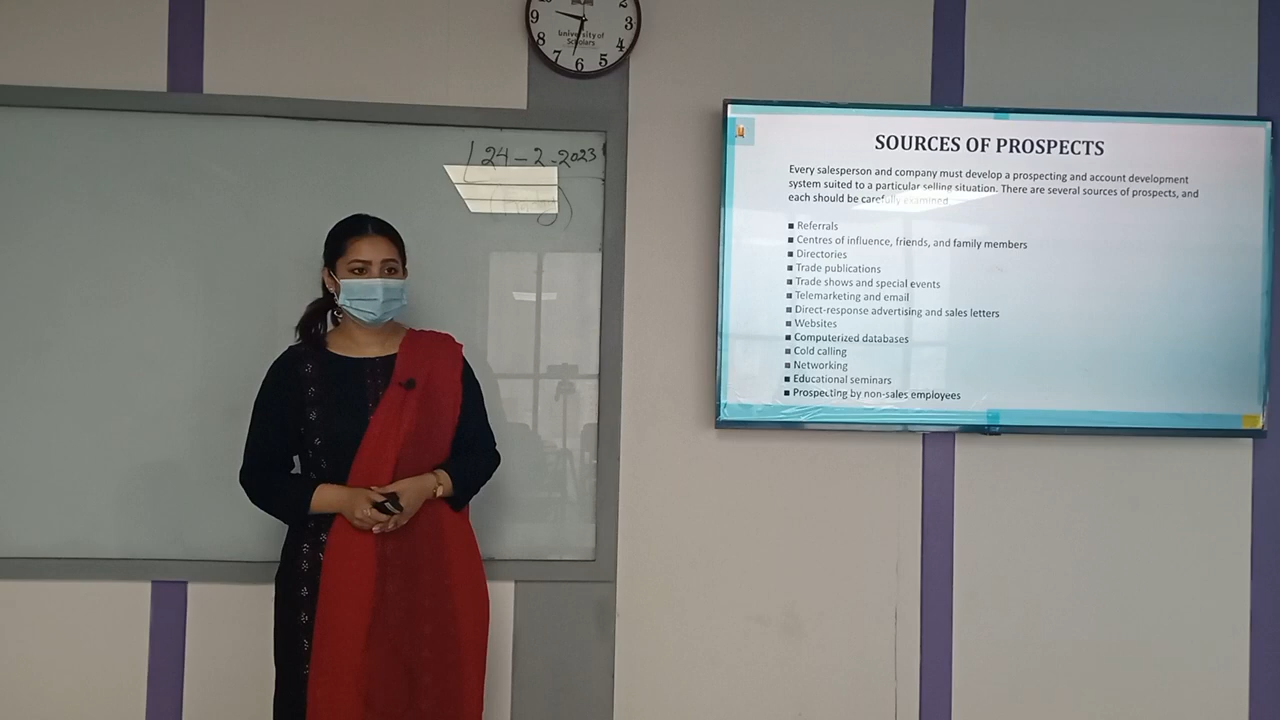 9
2
3
8
4
7
6
5
University of
Scholars
24-2-2023
SOURCES OF PROSPECTS
Every salesperson and company must develop a prospecting and account development
system suited to a particular selling situation. There are several sources of prospects, and
each should be carefully examined
■ Referrals
■ Centres of influence, friends, and family members
■ Directories
■ Trade publications
■ Trade shows and special events
■ Telemarketing and email
■ Direct-response advertising and sales letters
■ Websites
■ Computerized databases
■ Cold calling
■ Networking
■ Educational seminars
■ Prospecting by non-sales employees